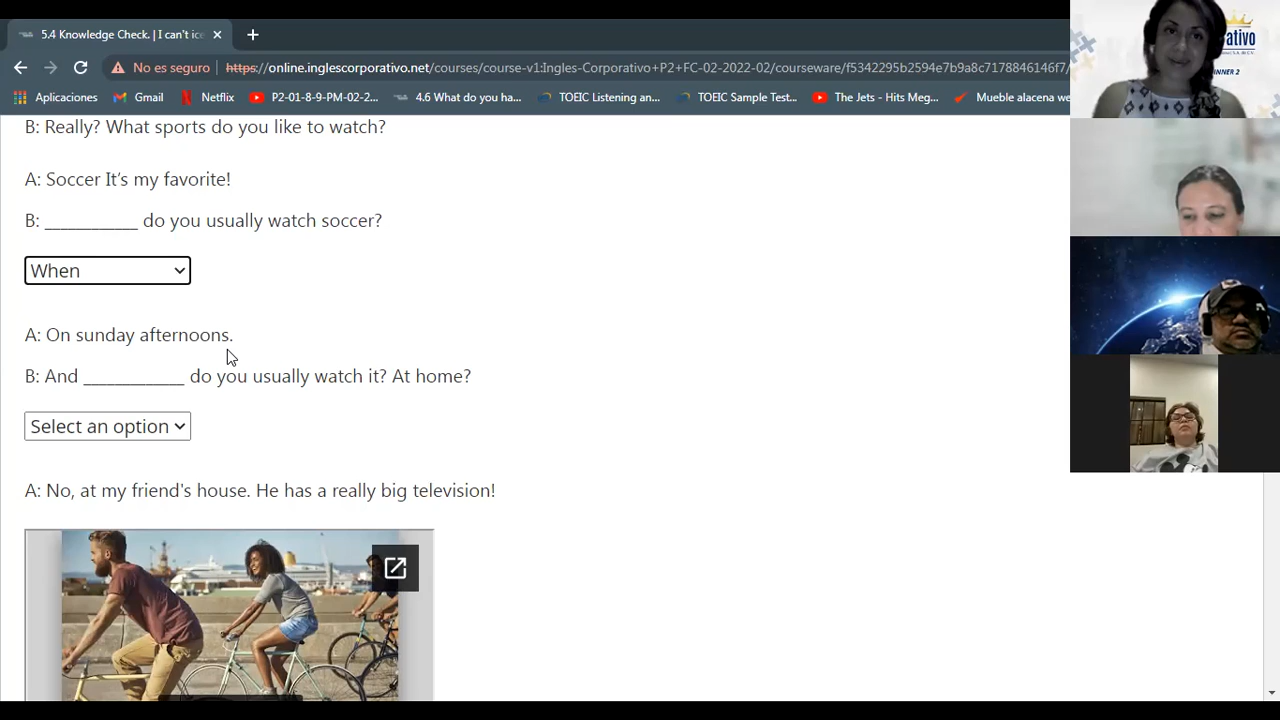 5.4 Knowledge Check. | I can't ice
No es seguro
https://online.inglescorporativo.net/courses/course-v1:Ingles-Corporativo+P2+FC-02-2022-02/courseware/f5342295b2594e7b9a8c7178846146f7/
Aplicaciones
Gmail
Netflix
P2-01-8-9-PM-02-2...
4.6 What do you ha...
TOEIC Listening an...
TOEIC Sample Test...
The Jets - Hits Meg...
Mueble alacena we
ativo
INNER 2
B: Really? What sports do you like to watch?
A: Soccer It's my favorite!
B: __________ do you usually watch soccer?
When
A: On sunday afternoons.
B: And ___________ do you usually watch it? At home?
Select an option
A: No, at my friend's house. He has a really big television!